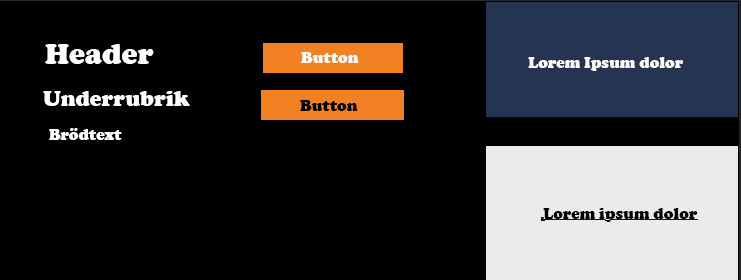 Header
Underrubrik
Brödtext
Button
Button
Lorem Ipsum dolor
Lorem ipsum dolor